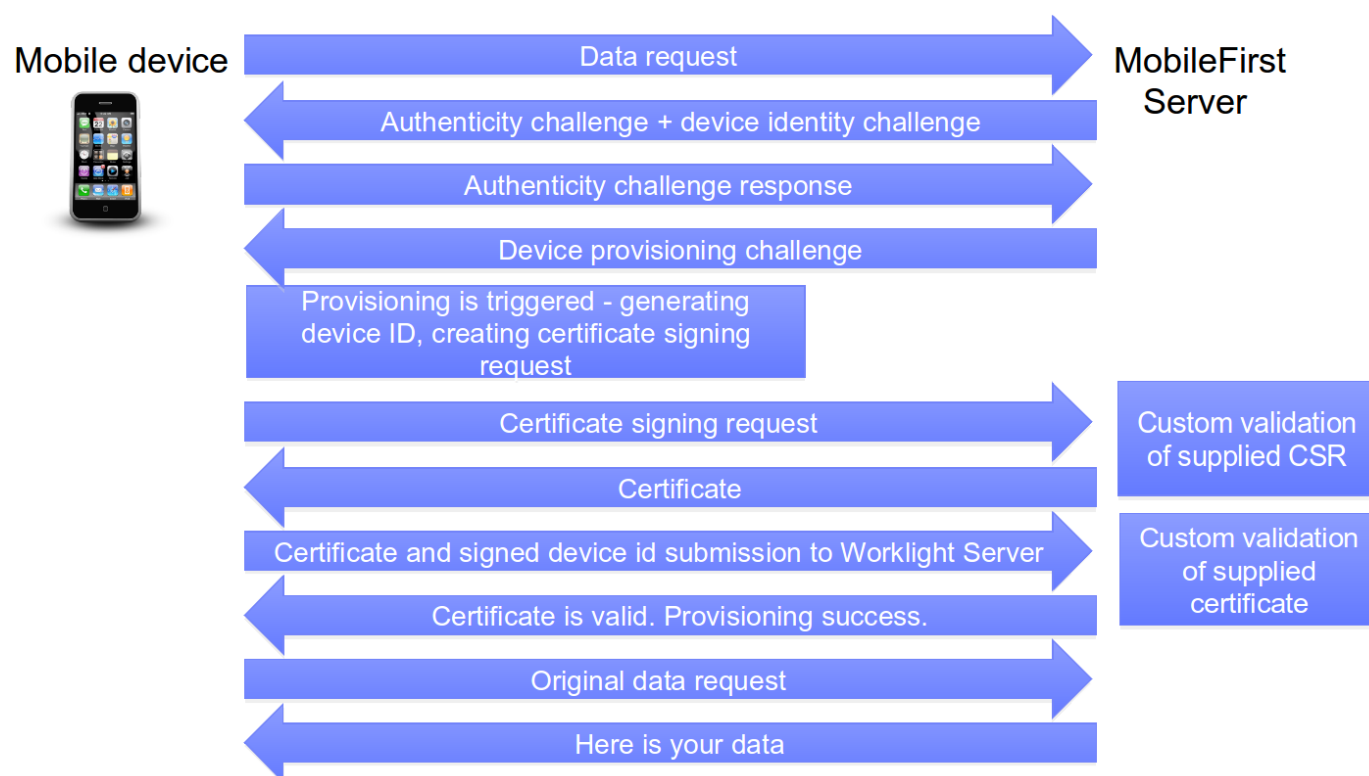 Mobile device
MobileFirst
Server
Data request
Authenticity challenge + device identity challenge
Authenticity challenge response
Device provisioning challenge
Provisioning is triggered - generating
device ID, creating certificate signing
request
Certificate signing request
Custom validation
of supplied CSR
Certificate
Certificate and signed device id submission to Worklight Server
Custom validation
of supplied
certificate
Certificate is valid. Provisioning success.
Original data request
Here is your data